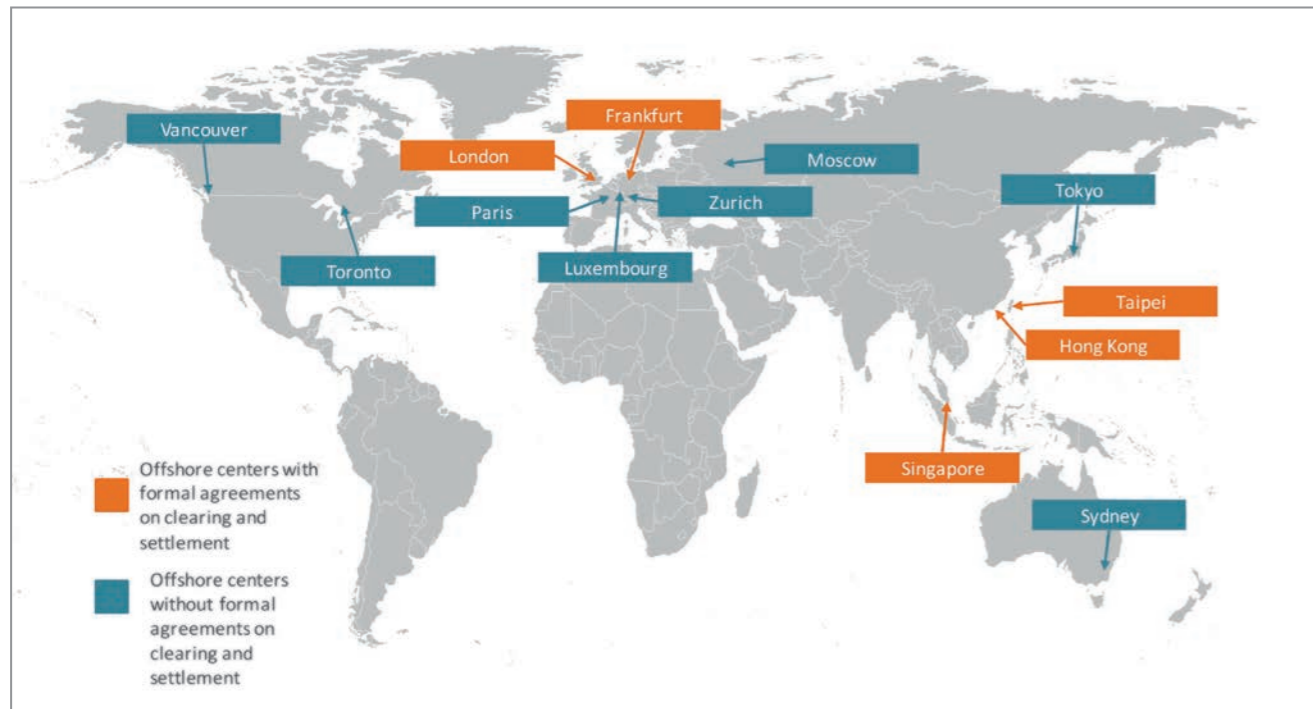 Frankfurt
Vancouver
London
Moscow
Tokyo
Paris
Zurich
Toronto
Luxembourg
Taipei
Hong Kong
Singapore
Offshore centers with
formal agreements
on clearing and
settlement
Sydney
Offshore centers
without formal
agreements on
clearing and
settlement